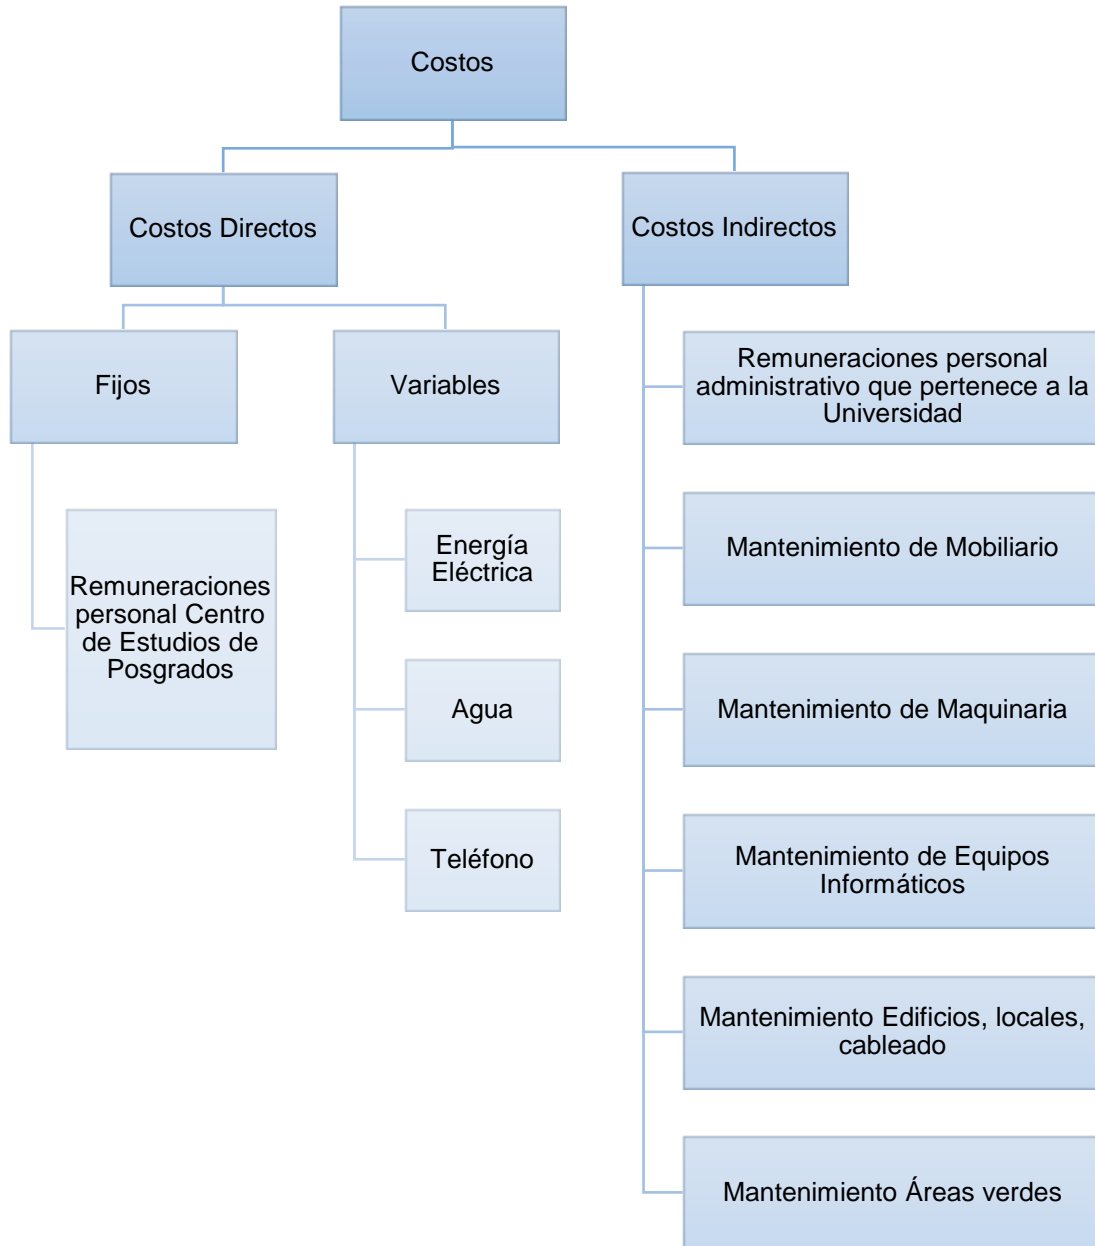 Costos
Costos Directos
Costos Indirectos
Fijos
Variables
Remuneraciones
personal Centro
de Estudios de
Posgrados
Energía
Eléctrica
Agua
Teléfono
Remuneraciones personal
administrativo que pertenece a la
Universidad
Mantenimiento de Mobiliario
Mantenimiento de Maquinaria
Mantenimiento de Equipos
Informáticos
Mantenimiento Edificios, locales,
cableado
Mantenimiento Áreas verdes